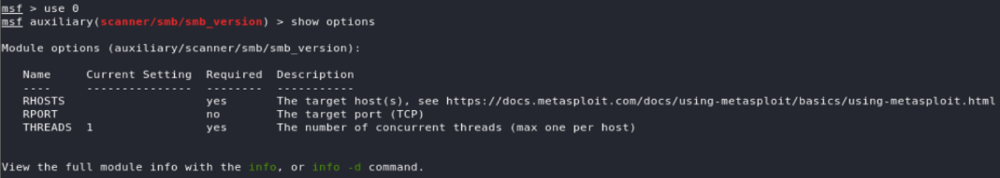 msf > use 0
msf auxiliary(scanner/smb/smb_version) > show options
Module options (auxiliary/scanner/smb/smb_version):
Name Current Setting Required Description
---- --------------- -------- -----------
RHOSTS yes The target host(s), see https://docs.metasploit.com/docs/using-metasploit/basics/using-metasploit.html
RPORT no The target port (TCP)
THREADS 1 yes The number of concurrent threads (max one per host)
View the full module info with the info, or info -d command.